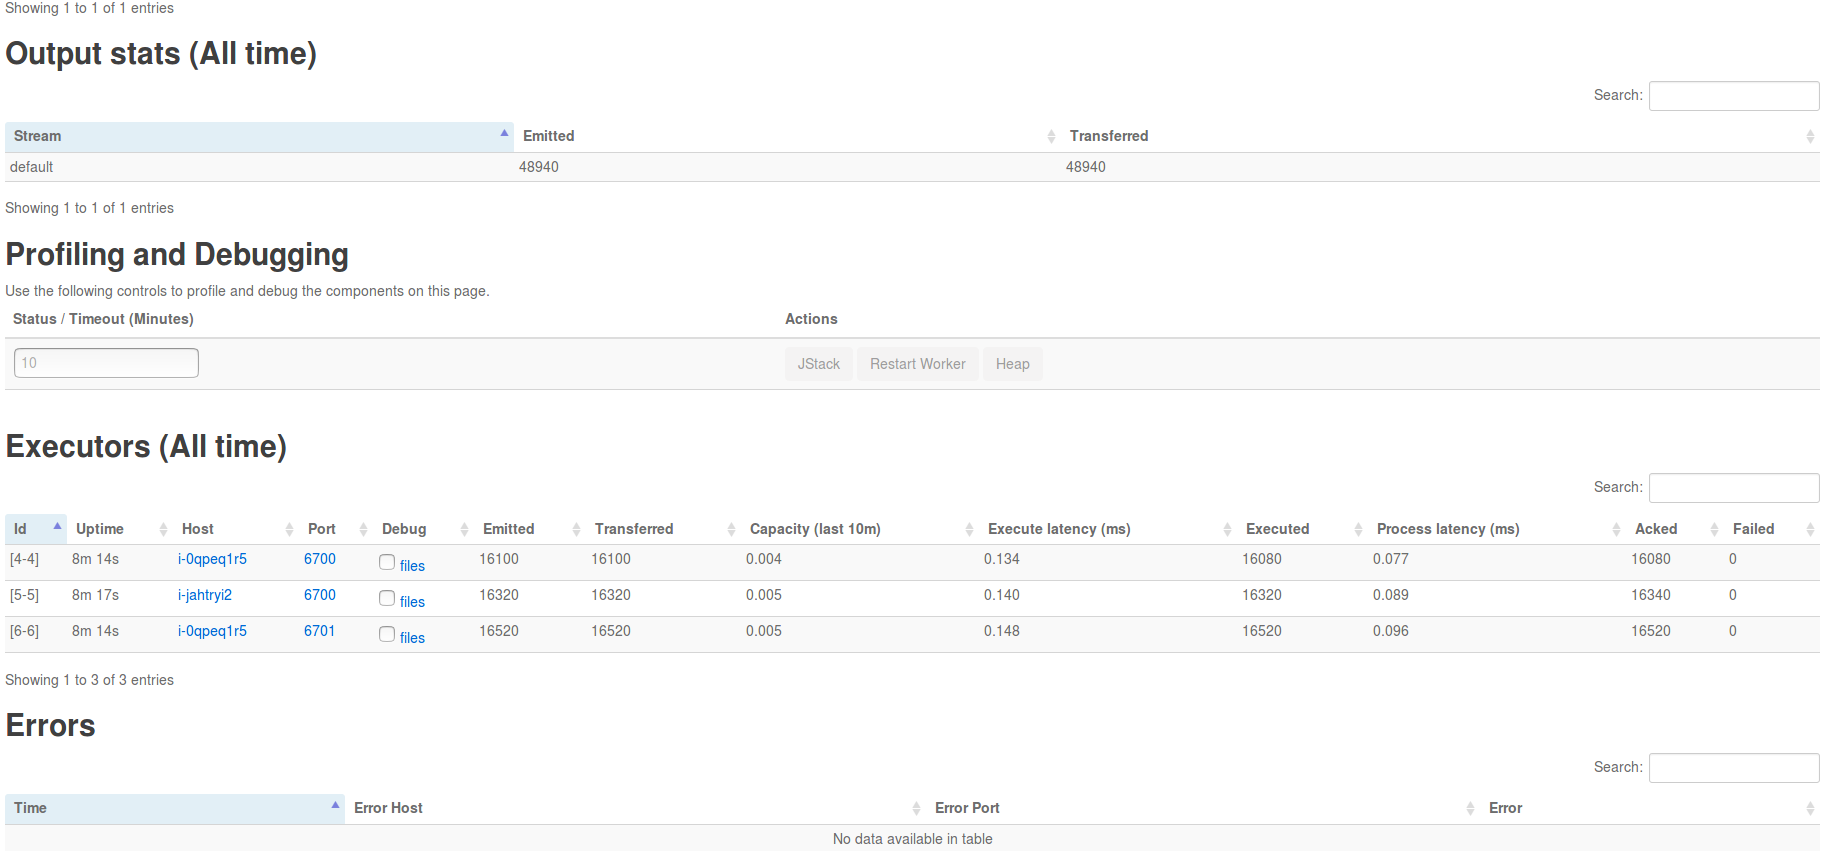 Showing 1 to 1 of 1 entries
Output stats (All time)
Search:
Stream Emitted Transferred
default 48940 48940
Showing 1 to 1 of 1 entries
Profiling and Debugging
Use the following controls to profile and debug the components on this page.
Status / Timeout (Minutes) Actions
10 JStack Restart Worker Heap
Executors (All time)
Search:
Id Uptime Host Port Debug Emitted Transferred Capacity (last 10m) Execute latency (ms) Executed Process latency (ms) Acked Failed
[4-4] 8m 14s i-0qpeq1r5 6700 files 16100 16100 0.004 0.134 16080 0.077 16080 0
[5-5] 8m 17s i-jahtryi2 6700 files 16320 16320 0.005 0.140 16320 0.089 16340 0
[6-6] 8m 14s i-0qpeq1r5 6701 files 16520 16520 0.005 0.148 16520 0.096 16520 0
Showing 1 to 3 of 3 entries
Errors
Search:
Time Error Host Error Port Error
No data available in table